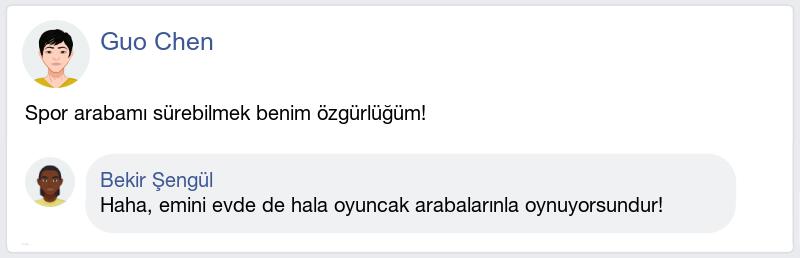 Guo Chen
Spor arabamı sürebilmek benim özgürlüğüm!
Bekir Şengül
Haha, emini evde de hala oyuncak arabalarınla oynuyorsundur!